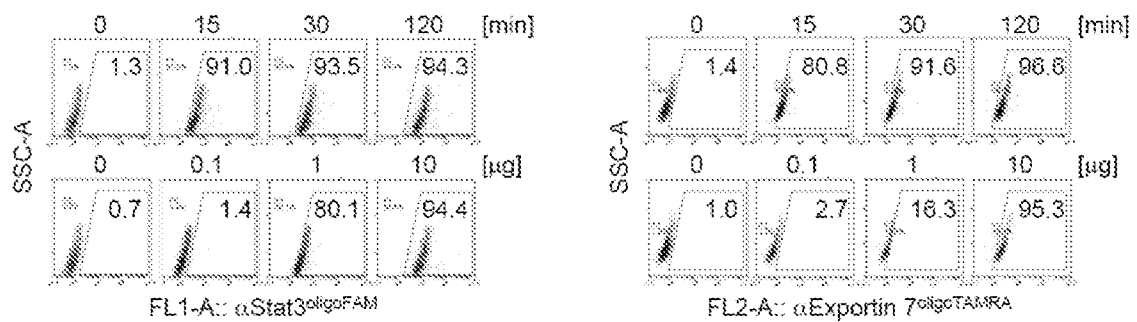 0 15 30 120 [min]
1.3 91.0 93.5 94.3
0 0.1 1 10 [µg]
0.7 1.4 80.1 94.4
SSC-A
FL1-A:: αStat3oligoFAM
0 15 30 120 [min]
1.4 80.8 91.6 96.6
0 0.1 1 10 [µg]
1.0 2.7 16.3 95.3
SSC-A
FL2-A:: αExportin 7oligoTAMRA